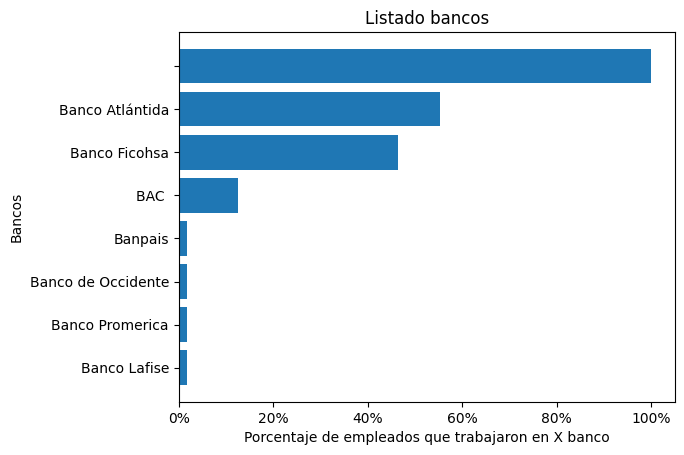 Listado bancos
Banco Atlántida
Banco Ficohsa
BAC
Banpais
Banco de Occidente
Banco Promerica
Banco Lafise
Bancos
0% 20% 40% 60% 80% 100%
Porcentaje de empleados que trabajaron en X banco